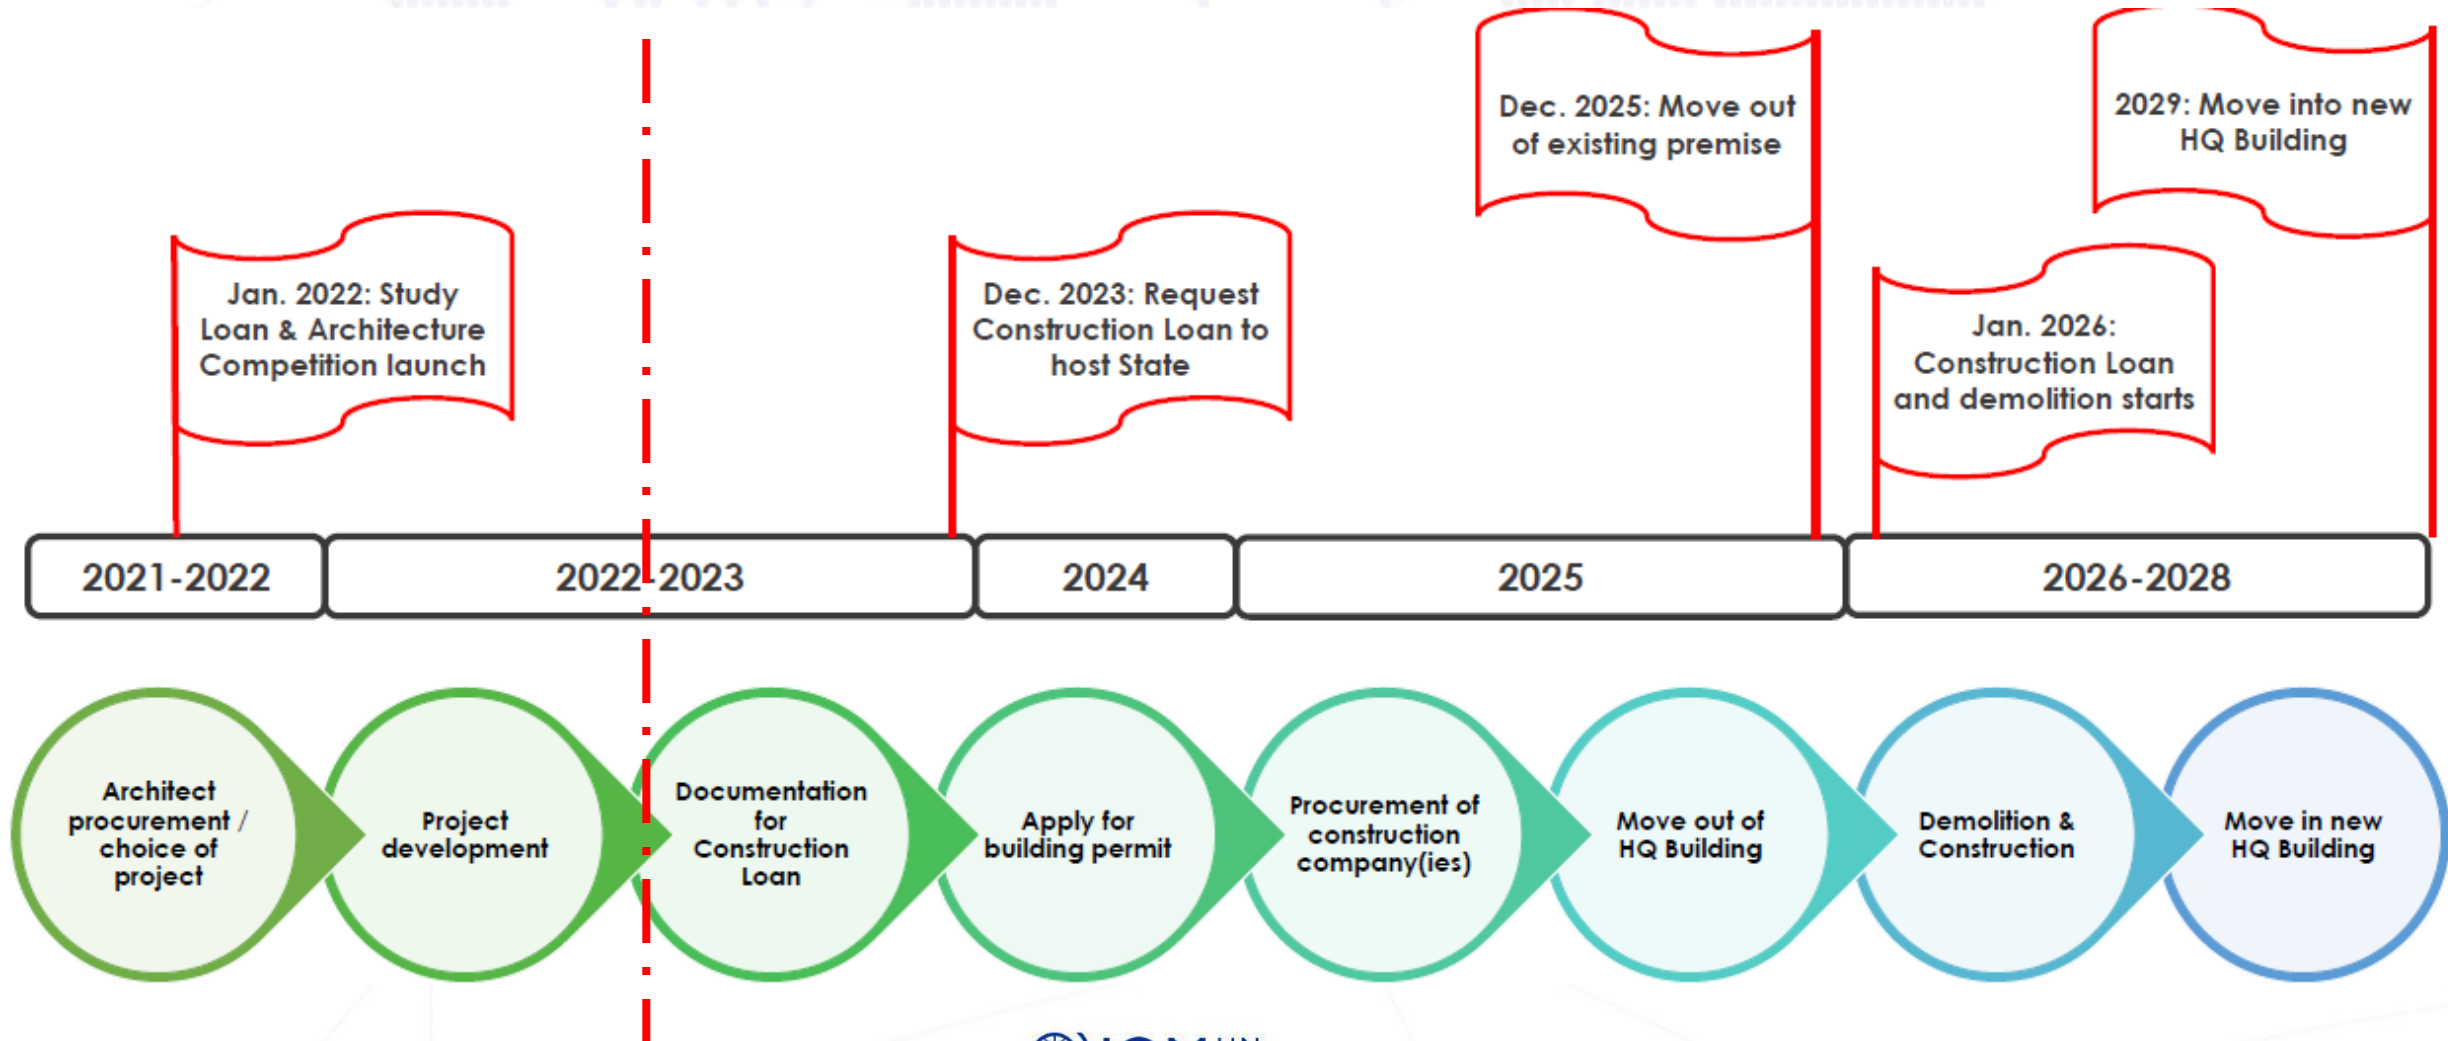 Dec. 2025: Move out
of existing premise
2029: Move into new
HQ Building
Jan. 2022: Study
Loan & Architecture
Competition launch
Dec. 2023: Request
Construction Loan to
host State
Jan. 2026:
Construction Loan
and demolition starts
2021-2022
2022-2023
2024
2025
2026-2028
Architect
procurement /
choice of
project
Project
development
Documentation
for
Construction
Loan
Apply for
building permit
Procurement of
construction
company(ies)
Move out of
HQ Building
Demolition &
Construction
Move in new
HQ Building